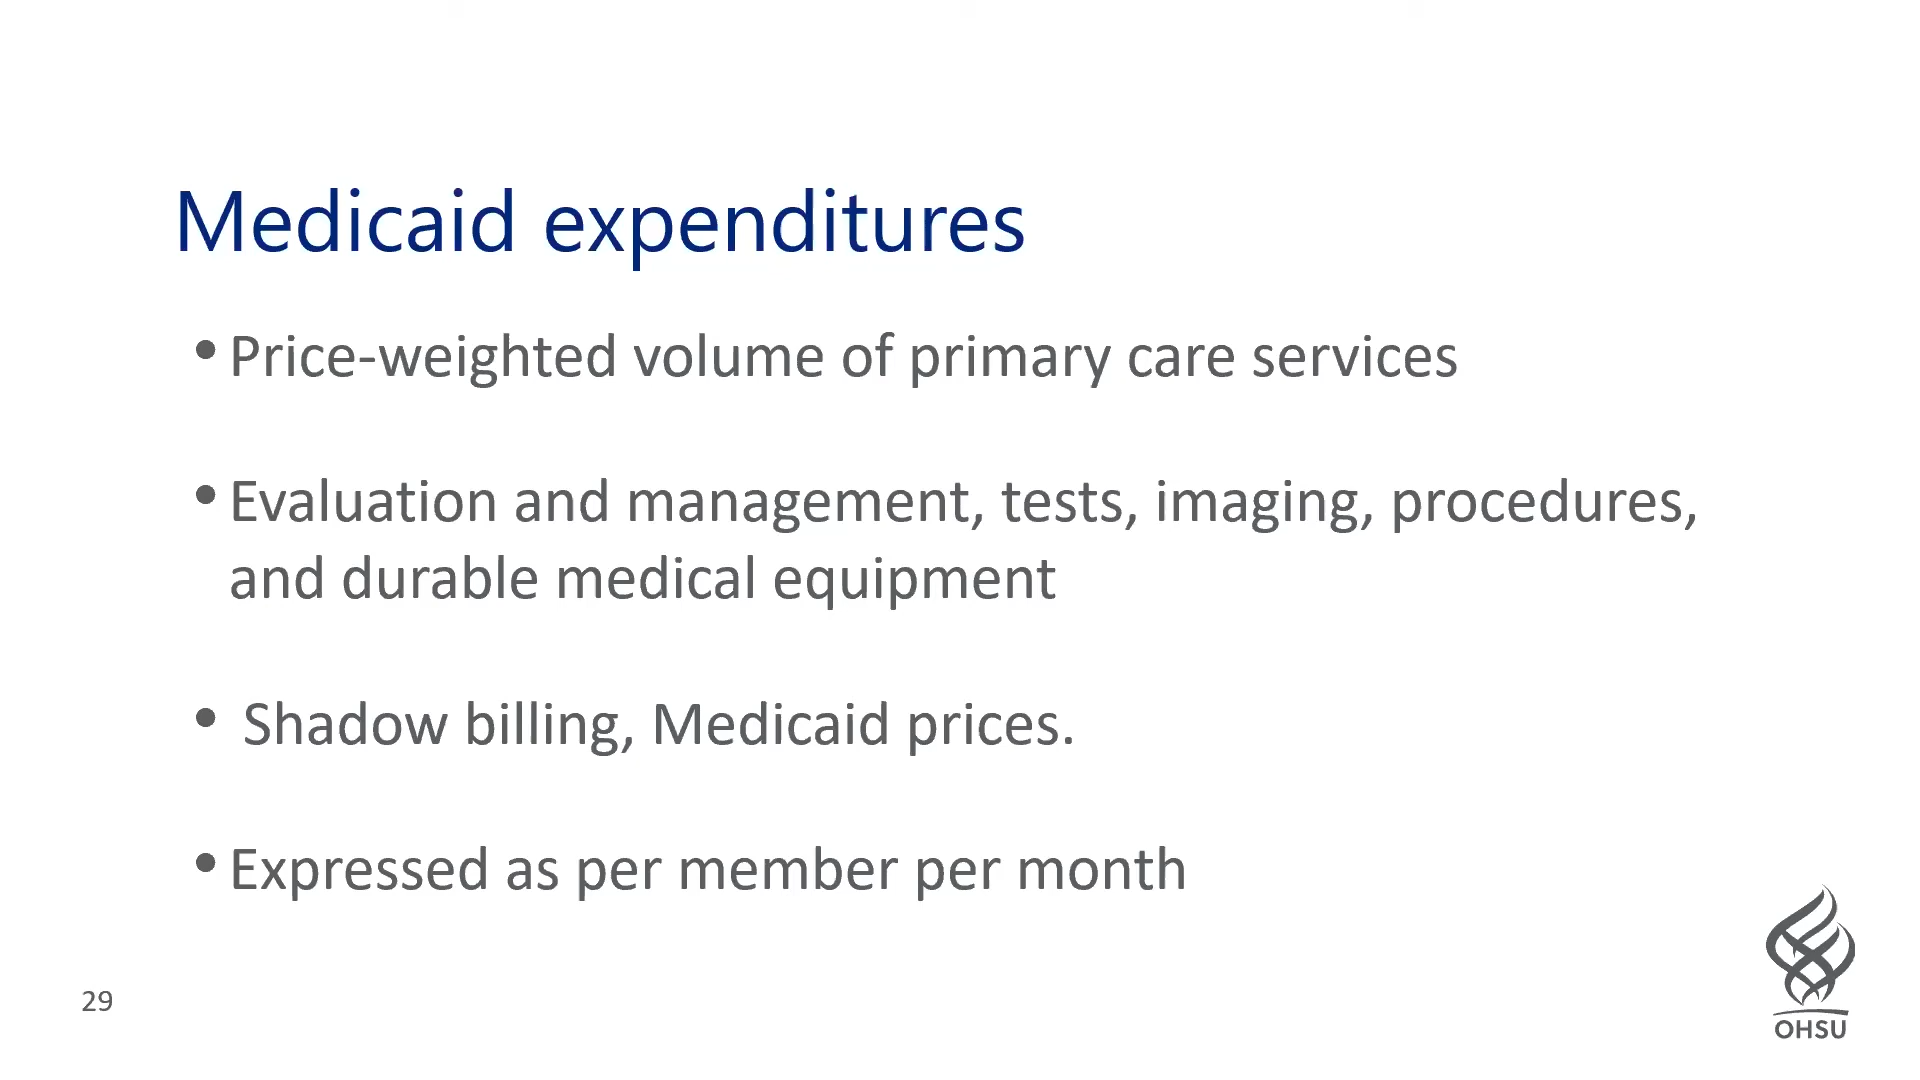 Medicaid expenditures
• Price-weighted volume of primary care services
• Evaluation and management, tests, imaging, procedures,
and durable medical equipment
• Shadow billing, Medicaid prices.
• Expressed as per member per month
29
OHSU